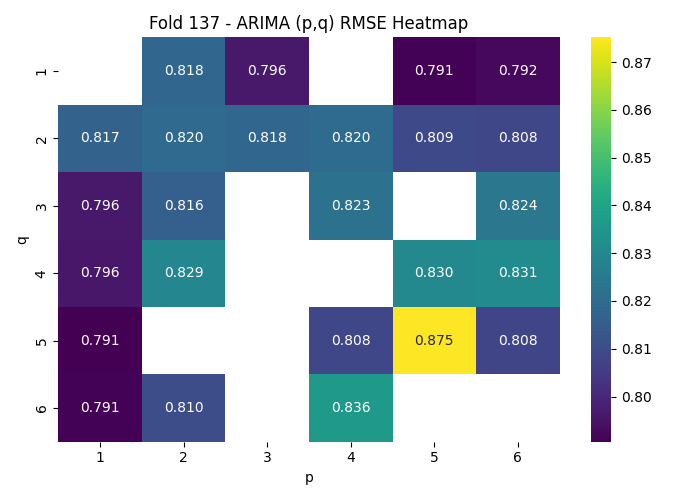 Fold 137 - ARIMA (p,q) RMSE Heatmap
1 0.818 0.796 0.791 0.792
2 0.817 0.820 0.818 0.820 0.809 0.808
3 0.796 0.816 0.823 0.824
4 0.796 0.829 0.830 0.831
5 0.791 0.808 0.875 0.808
6 0.791 0.810 0.836
1 2 3 4 5 6
p
q
0.87
0.86
0.85
0.84
0.83
0.82
0.81
0.80